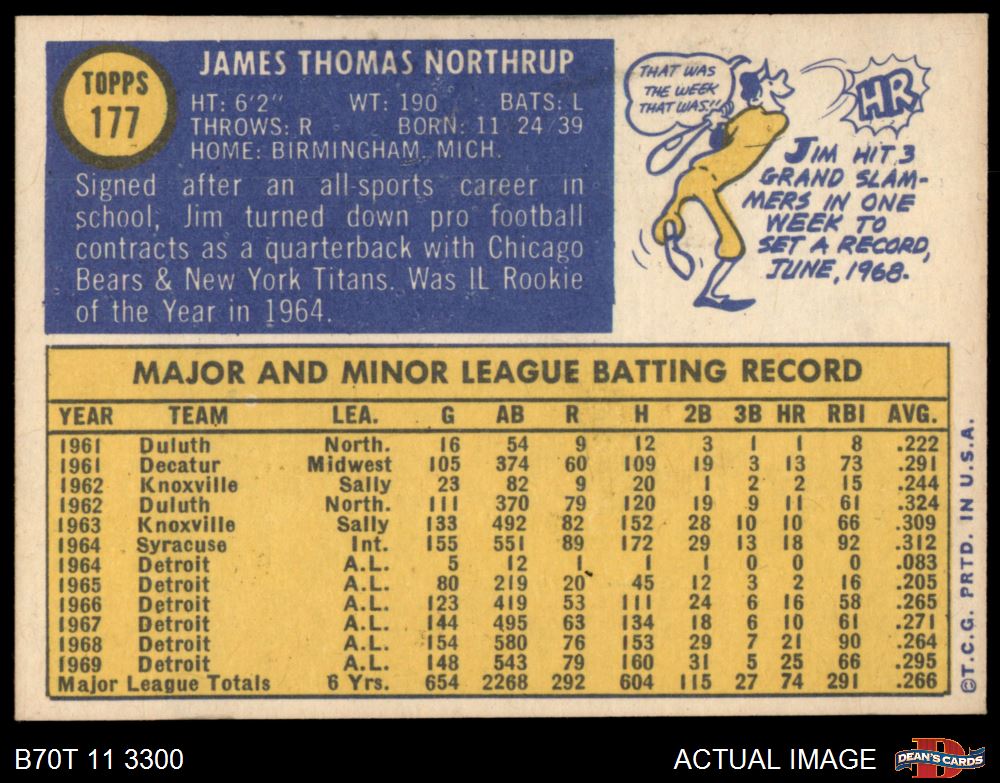 TOPPS
177
JAMES THOMAS NORTHRUP
HT: 6'2" WT: 190 BATS: L
THROWS: R BORN: 11 24/39
HOME: BIRMINGHAM, MICH.
Signed after an all-sports career in
school, Jim turned down pro football
contracts as a quarterback with Chicago
Bears & New York Titans. Was IL Rookie
of the Year in 1964.
THAT WAS
THE WEEK
THAT WAS!!
HR
JIM HIT 3
GRAND SLAM-
MERS IN ONE
WEEK TO
SET A RECORD,
JUNE, 1968.
MAJOR AND MINOR LEAGUE BATTING RECORD
YEAR TEAM LEA. G AB R H 2B 3B HR RBI AVG.
1961 Duluth North. 16 54 9 12 3 1 1 8 .222
1961 Decatur Midwest 105 374 60 109 19 3 13 73 .291
1962 Knoxville Sally 23 82 9 20 1 2 2 15 .244
1962 Duluth North. 111 370 79 120 19 9 11 61 .324
1963 Knoxville Sally 133 492 82 152 28 10 10 66 .309
1964 Syracuse Int. 155 551 89 172 29 13 18 92 .312
1964 Detroit A.L. 5 12 1 1 1 0 0 0 .083
1965 Detroit A.L. 80 219 20 45 12 3 2 16 .205
1966 Detroit A.L. 123 419 53 111 24 6 16 58 .265
1967 Detroit A.L. 144 495 63 134 18 6 10 61 .271
1968 Detroit A.L. 154 580 76 153 29 7 21 90 .264
1969 Detroit A.L. 148 543 79 160 31 5 25 66 .295
Major League Totals 6 Yrs. 654 2268 292 604 115 27 74 291 .266
©T.C.G. PRTD. IN U.S.A.
B70T 11 3300
ACTUAL IMAGE
D
DEAN'S CARDS